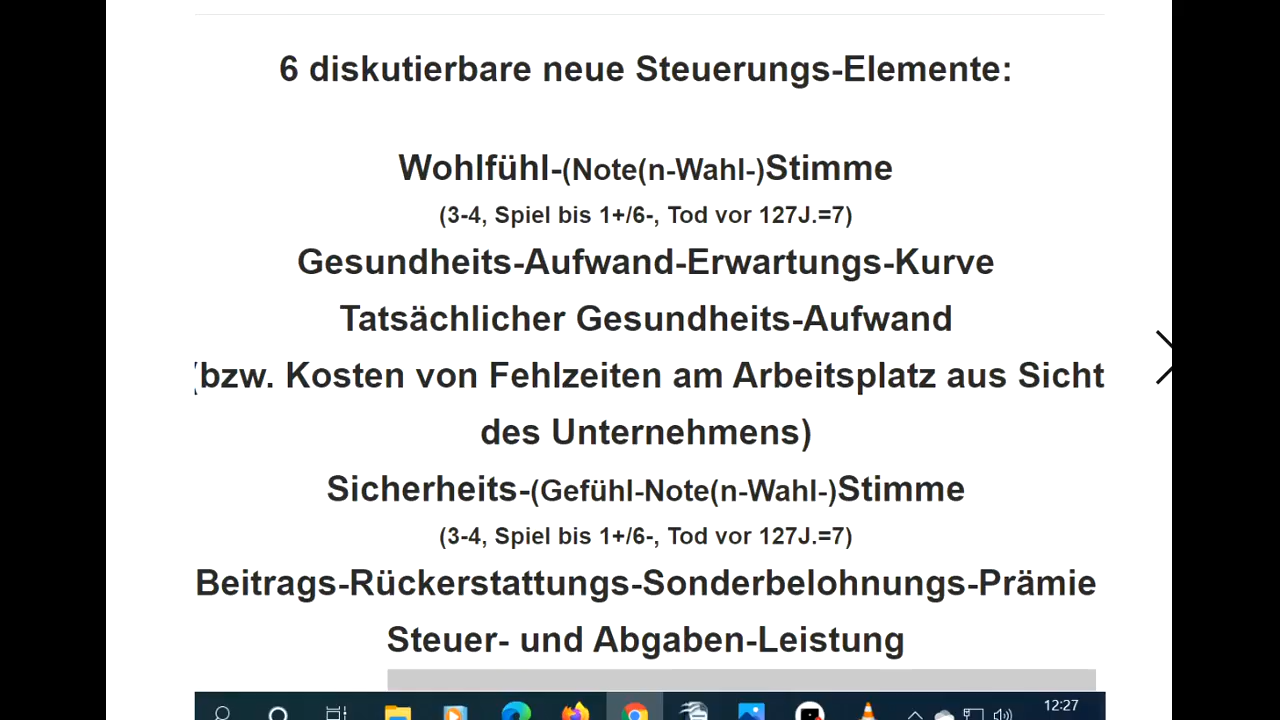 6 diskutierbare neue Steuerungs-Elemente:
Wohlfühl-(Note(n-Wahl-)Stimme
(3-4, Spiel bis 1+/6-, Tod vor 127J.=7)
Gesundheits-Aufwand-Erwartungs-Kurve
Tatsächlicher Gesundheits-Aufwand
(bzw. Kosten von Fehlzeiten am Arbeitsplatz aus Sicht
des Unternehmens)
Sicherheits-(Gefühl-Note(n-Wahl-)Stimme
(3-4, Spiel bis 1+/6-, Tod vor 127J.=7)
Beitrags-Rückerstattungs-Sonderbelohnungs-Prämie
Steuer- und Abgaben-Leistung
12:27